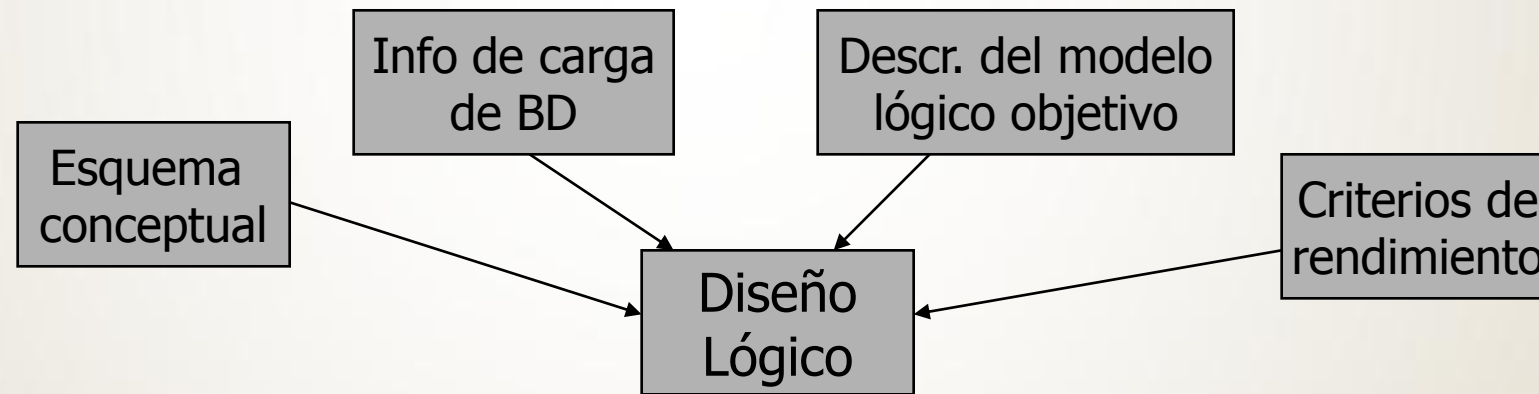 Info de carga
de BD
Descr. del modelo
lógico objetivo
Esquema
conceptual
Criterios de
rendimiento
Diseño
Lógico